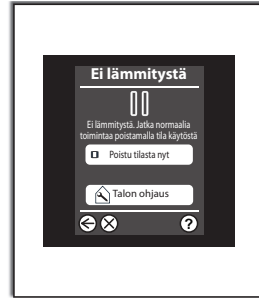 Ei lämmitystä
Ei lämmitystä. Jatka normaalia
toimintaa poistamalla tila käytöstä
Poistu tilasta nyt
Talon ohjaus
?